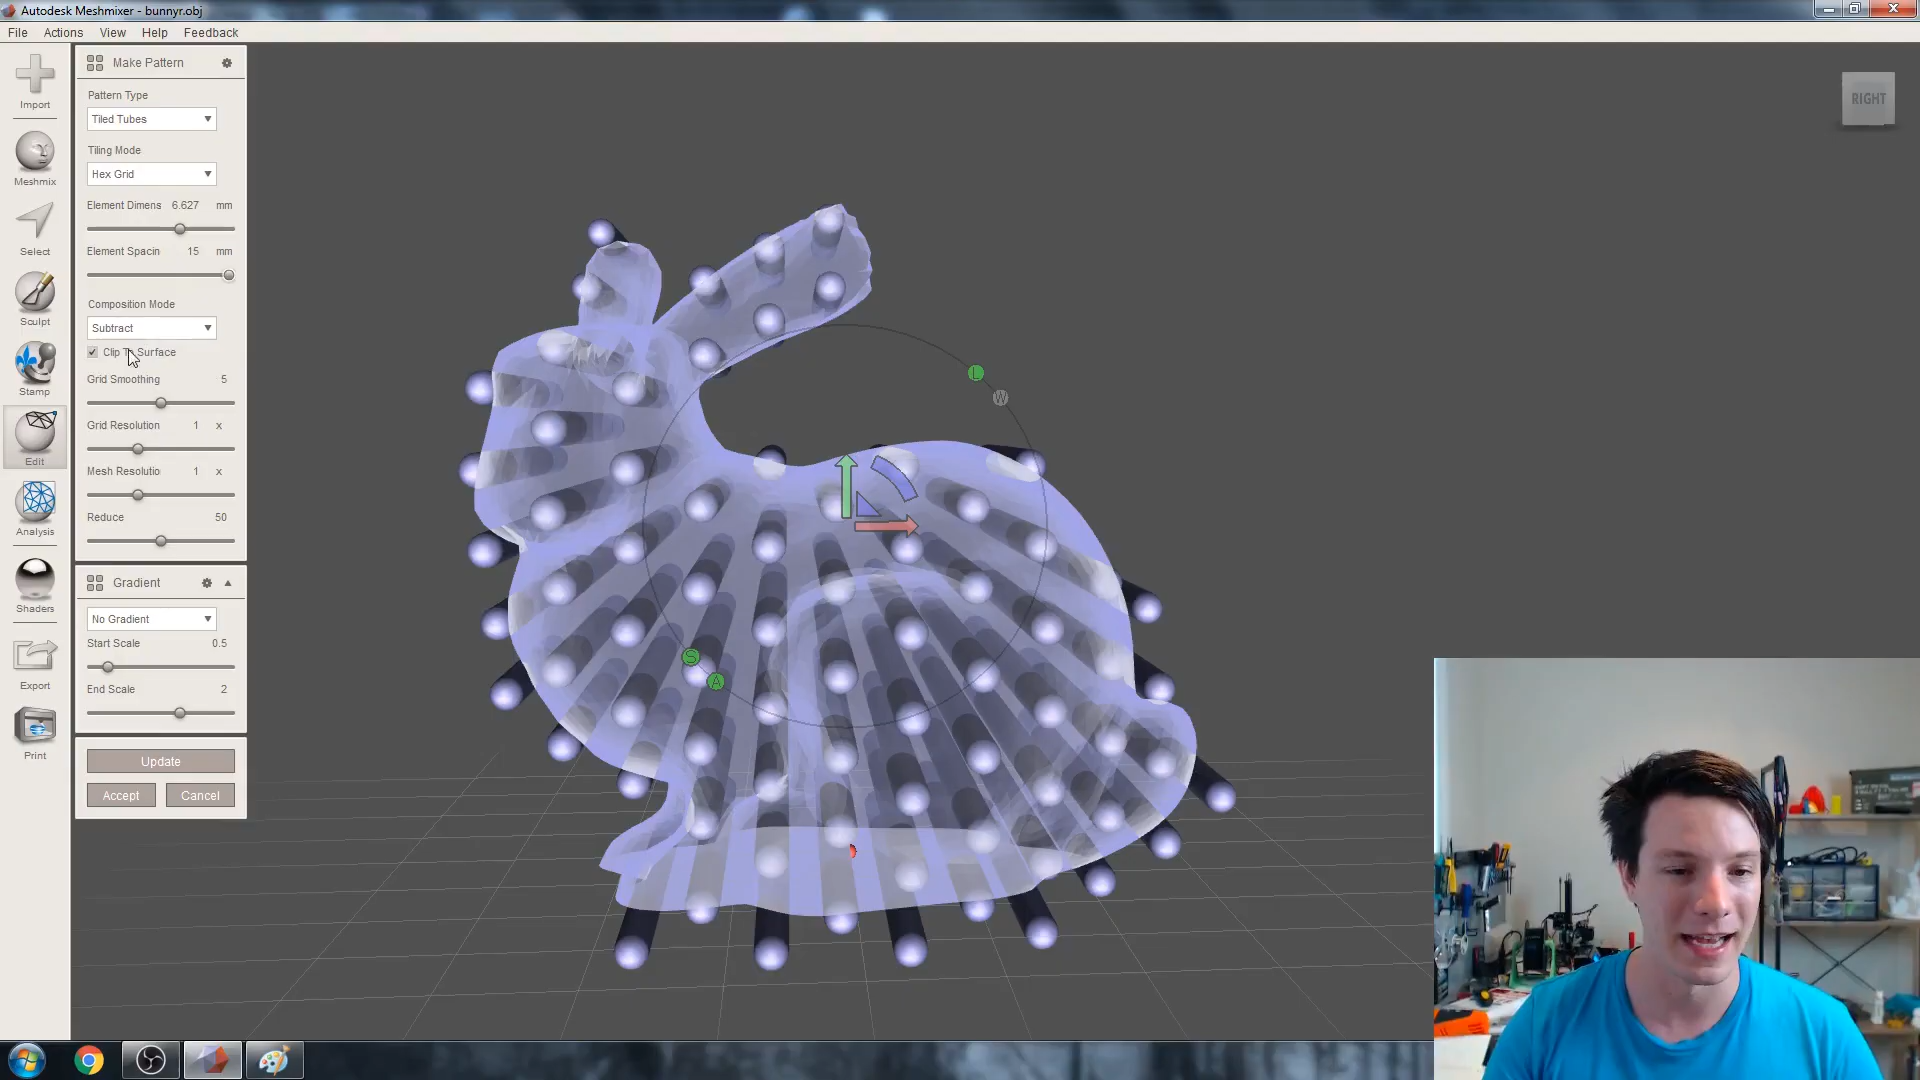 Autodesk Meshmixer - bunnyr.obj
File Actions View Help Feedback
Import
Meshmix
Select
Sculpt
Stamp
Edit
Analysis
Shaders
Export
Print
Make Pattern
Pattern Type
Tiled Tubes
Tiling Mode
Hex Grid
Element Dimens 6.627 mm
Element Spacin 15 mm
Composition Mode
Subtract
Clip To Surface
Grid Smoothing 5
Grid Resolution 1 x
Mesh Resolutio 1 x
Reduce 50
Gradient
No Gradient
Start Scale 0.5
End Scale 2
Update
Accept Cancel
RIGHT
L
W
S
A